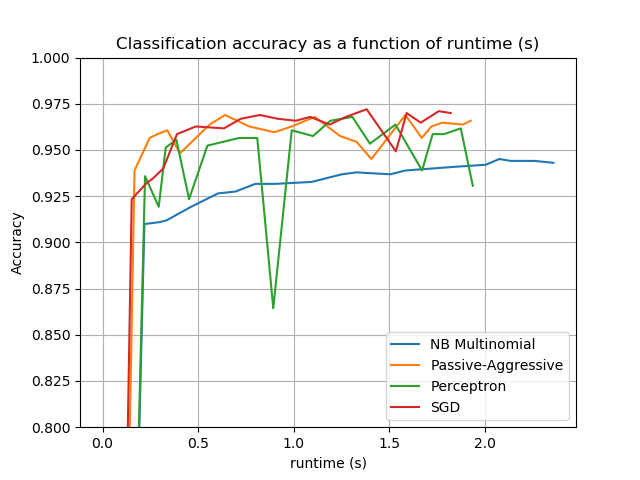 Classification accuracy as a function of runtime (s)
1.000
0.975
0.950
0.925
0.900
0.875
0.850
0.825
0.800
Accuracy
NB Multinomial
Passive-Aggressive
Perceptron
SGD
0.0 0.5 1.0 1.5 2.0
runtime (s)